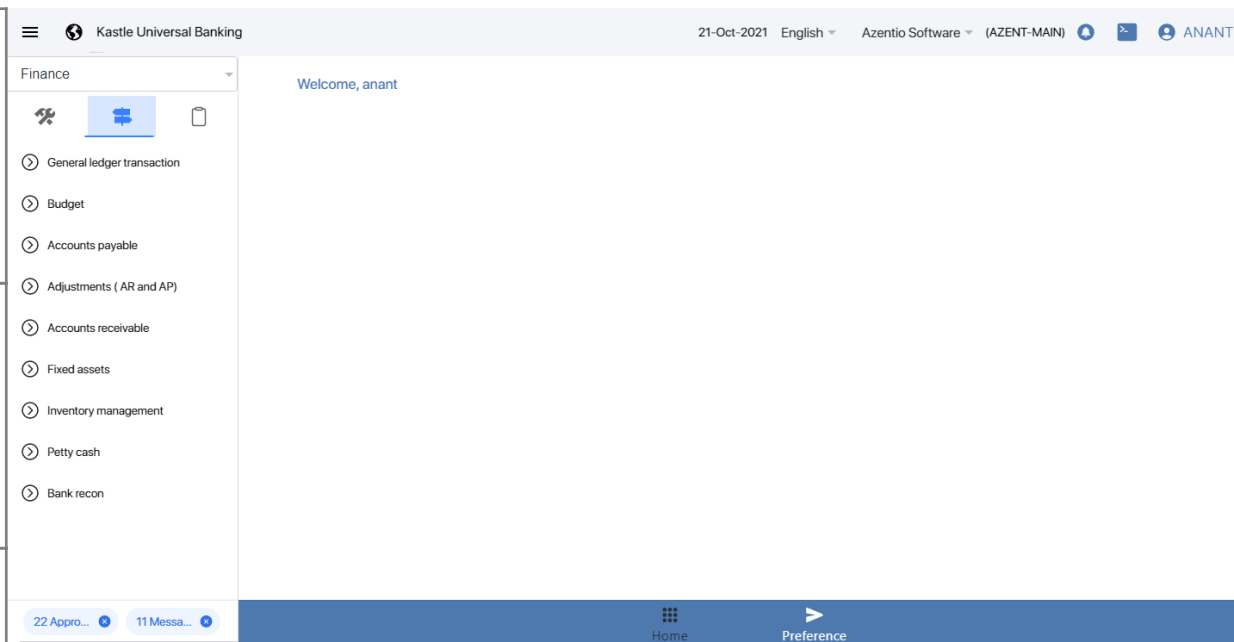 Kastle Universal Banking
21-Oct-2021 English Azentio Software (AZENT-MAIN) ANANT
Finance
Welcome, anant
General ledger transaction
Budget
Accounts payable
Adjustments ( AR and AP)
Accounts receivable
Fixed assets
Inventory management
Petty cash
Bank recon
22 Appro... 11 Messa...
Home Preference